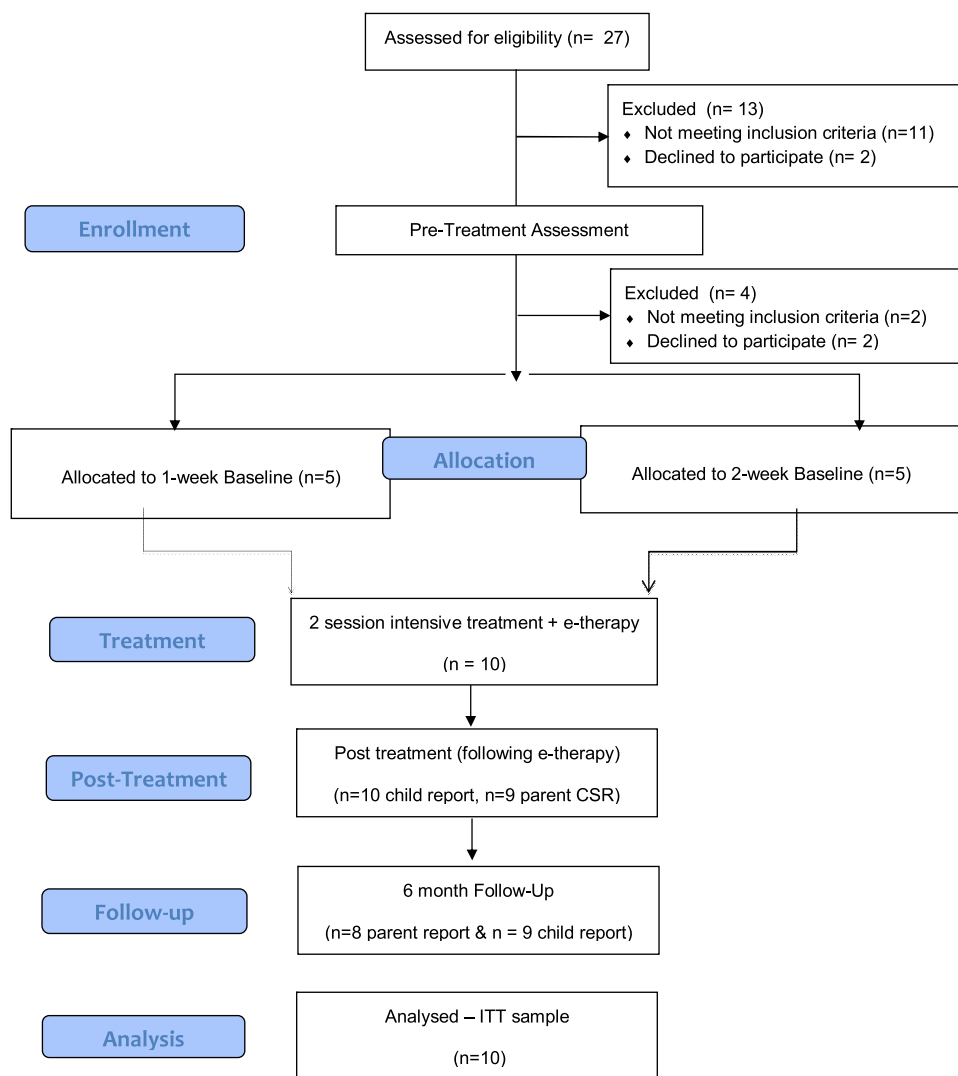 Assessed for eligibility (n= 27)
Excluded (n= 13)
♦ Not meeting inclusion criteria (n=11)
♦ Declined to participate (n= 2)
Enrollment
Pre-Treatment Assessment
Excluded (n= 4)
♦ Not meeting inclusion criteria (n=2)
♦ Declined to participate (n= 2)
Allocated to 1-week Baseline (n=5)
Allocation
Allocated to 2-week Baseline (n=5)
Treatment
2 session intensive treatment + e-therapy
(n = 10)
Post-Treatment
Post treatment (following e-therapy)
(n=10 child report, n=9 parent CSR)
Follow-up
6 month Follow-Up
(n=8 parent report & n = 9 child report)
Analysis
Analysed – ITT sample
(n=10)